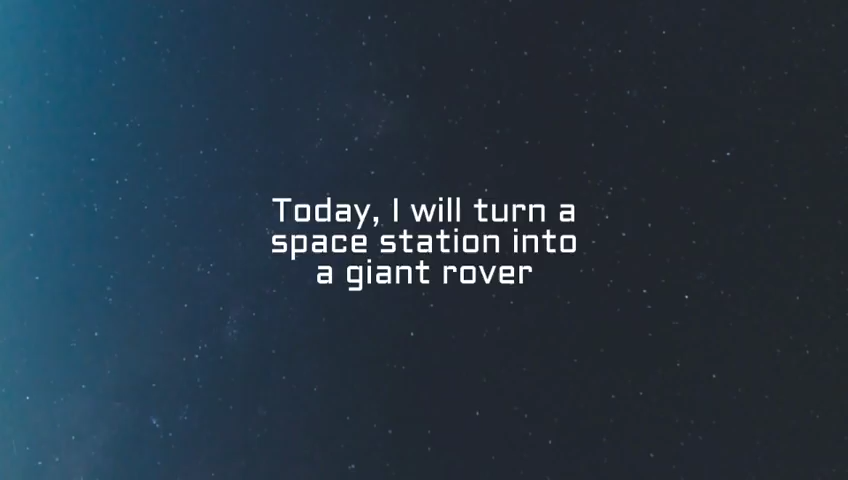 Today, I will turn a
space station into
a giant rover